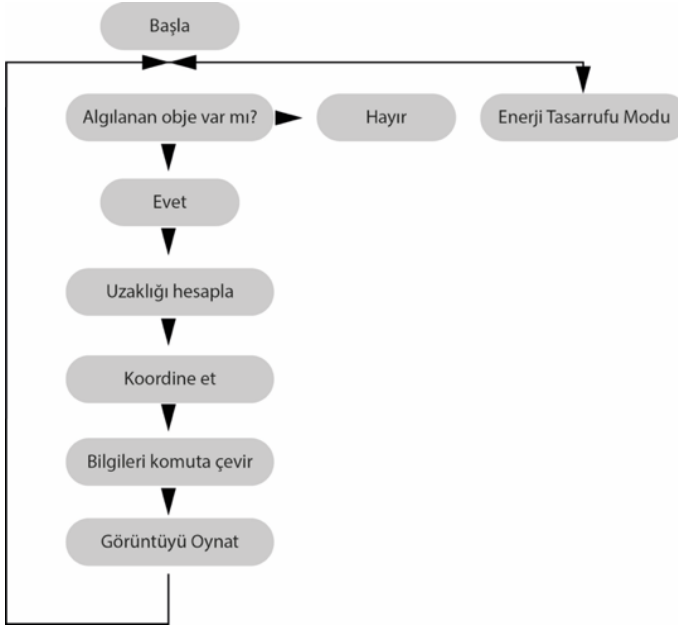 Başla
Algılanan obje var mı?
Hayır
Enerji Tasarrufu Modu
Evet
Uzaklığı hesapla
Koordine et
Bilgileri komuta çevir
Görüntüyü Oynat